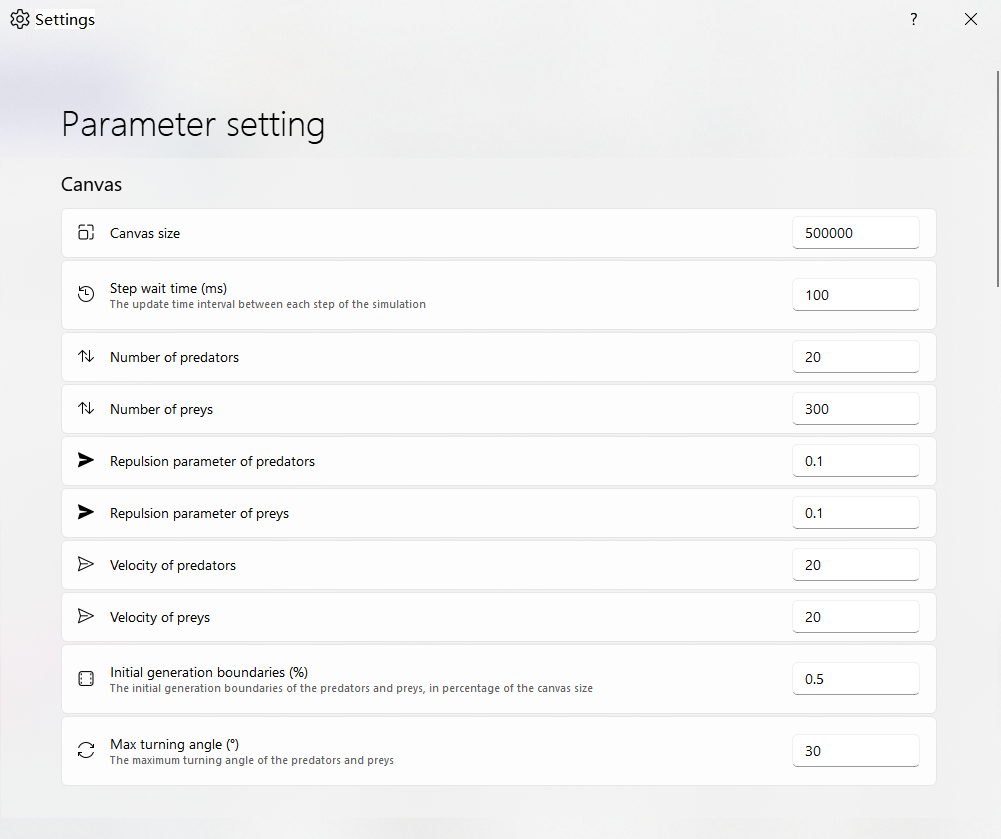 Settings
?
Parameter setting
Canvas
Canvas size
500000
Step wait time (ms)
The update time interval between each step of the simulation
100
Number of predators
20
Number of preys
300
Repulsion parameter of predators
0.1
Repulsion parameter of preys
0.1
Velocity of predators
20
Velocity of preys
20
Initial generation boundaries (%)
The initial generation boundaries of the predators and preys, in percentage of the canvas size
0.5
Max turning angle (°)
The maximum turning angle of the predators and preys
30